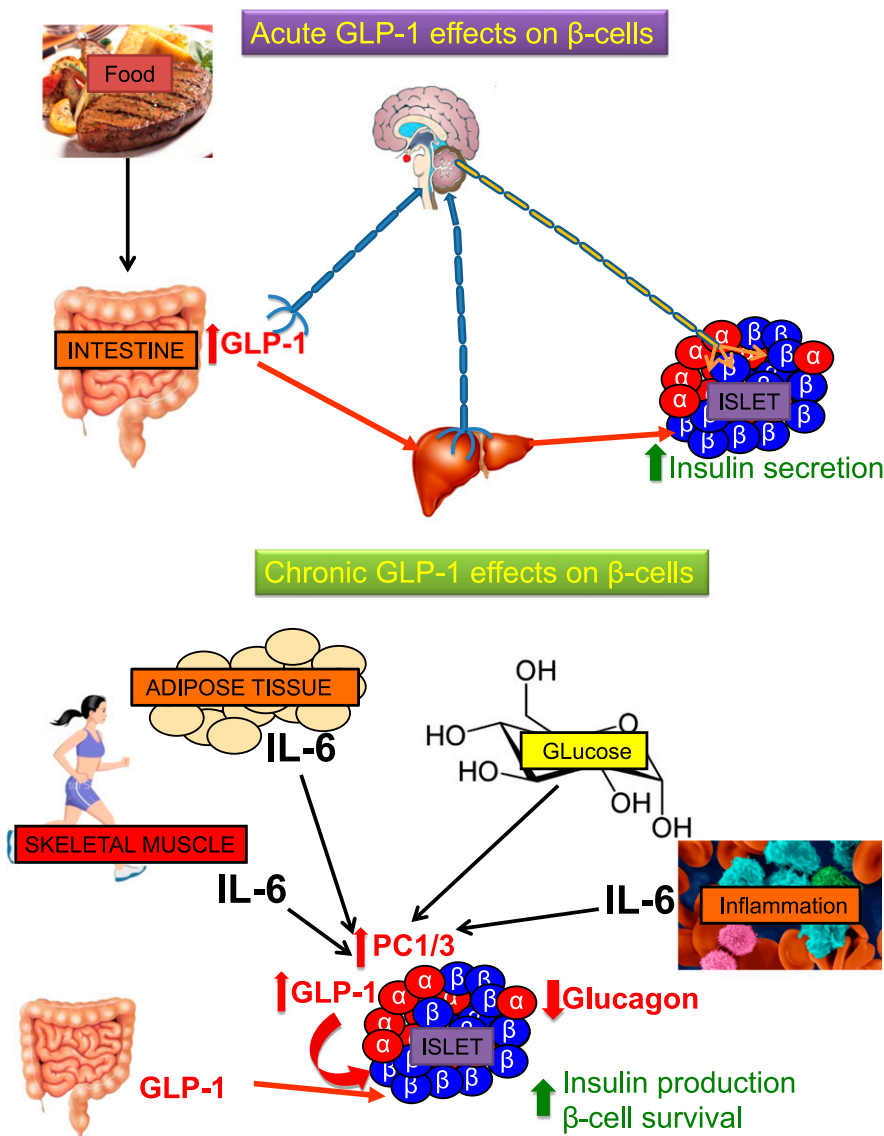 Acute GLP-1 effects on β-cells
Food
INTESTINE
GLP-1
α
α
α
α
α
β
β
β
β
β
β
β
β
β
β
β
β
ISLET
Insulin secretion
Chronic GLP-1 effects on β-cells
ADIPOSE TISSUE
IL-6
OH
HO
O
GLucose
HO
OH
OH
SKELETAL MUSCLE
IL-6
IL-6
Inflammation
PC1/3
GLP-1
Glucagon
α
α
α
α
α
β
β
β
β
β
β
β
β
β
β
β
β
ISLET
GLP-1
Insulin production
β-cell survival